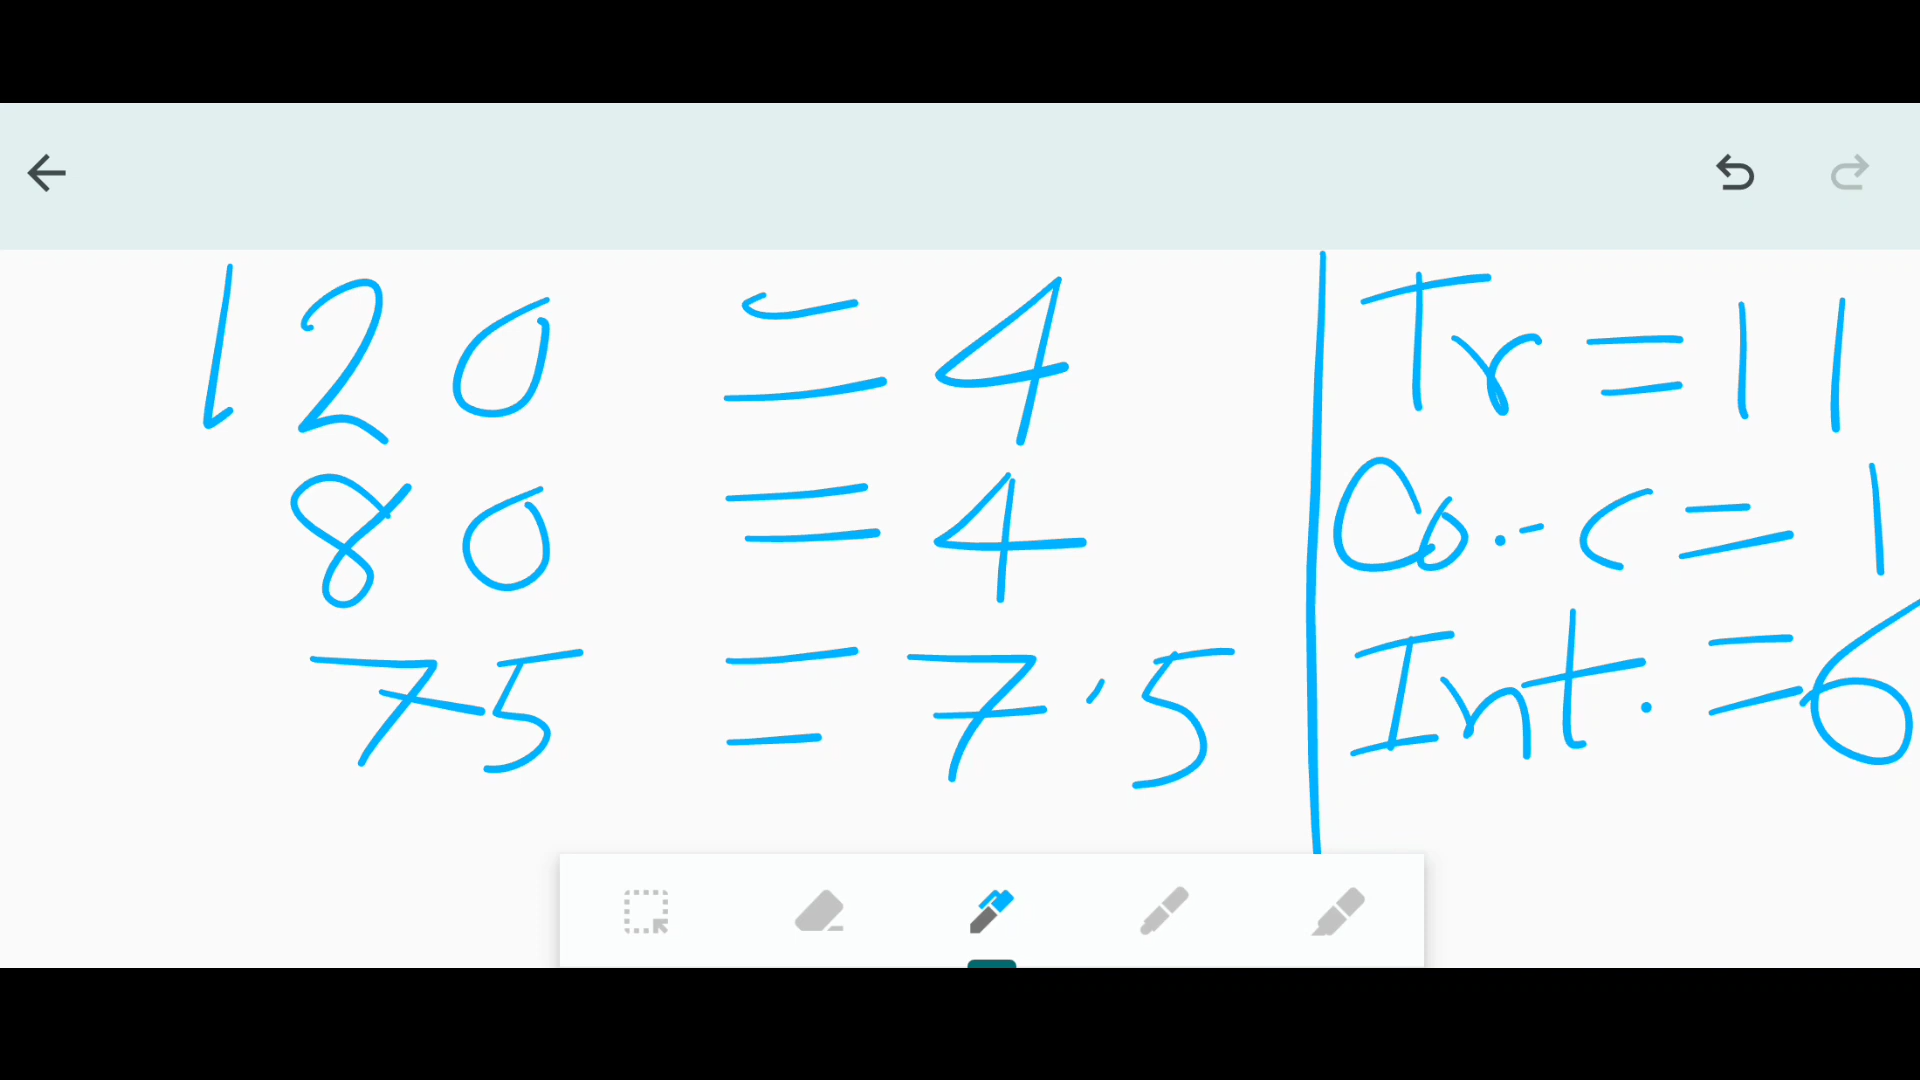 120 = 4
80 = 4
75 = 7.5
Tr = 11
Co.-c = 1
Int. = 6